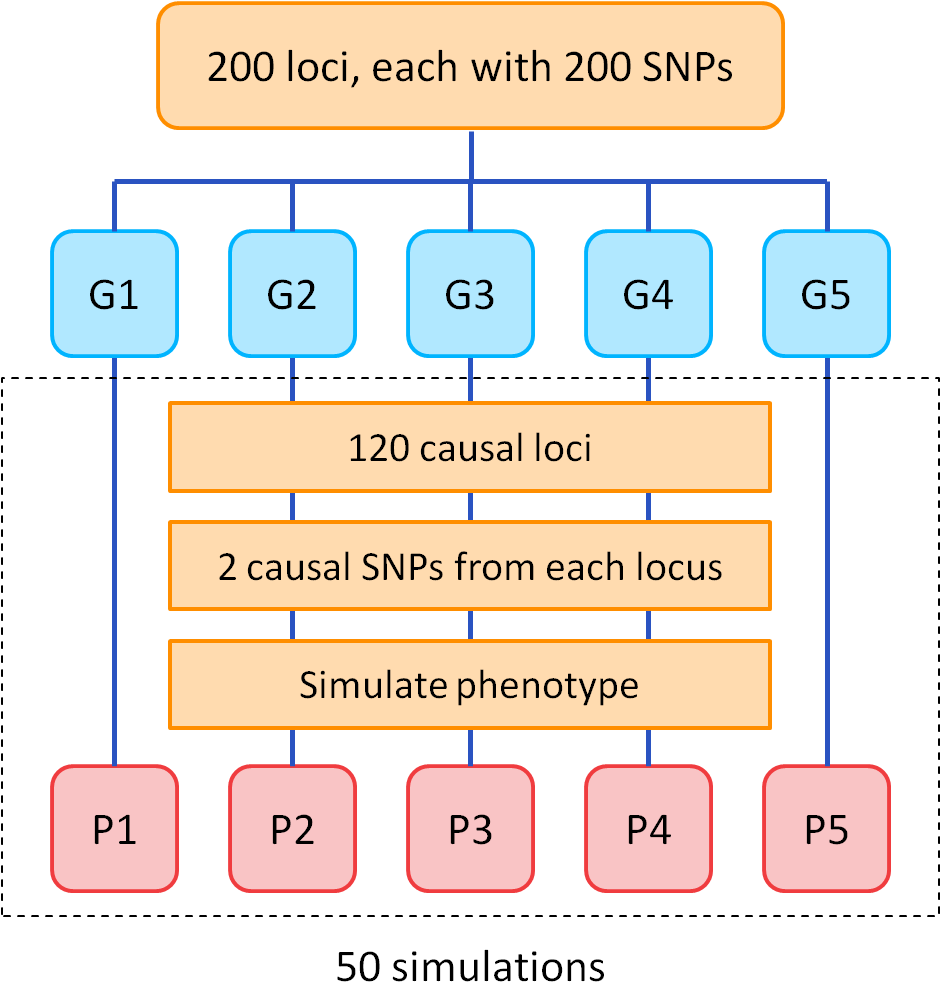 200 loci, each with 200 SNPs
G1
G2
G3
G4
G5
120 causal loci
2 causal SNPs from each locus
Simulate phenotype
P1
P2
P3
P4
P5
50 simulations